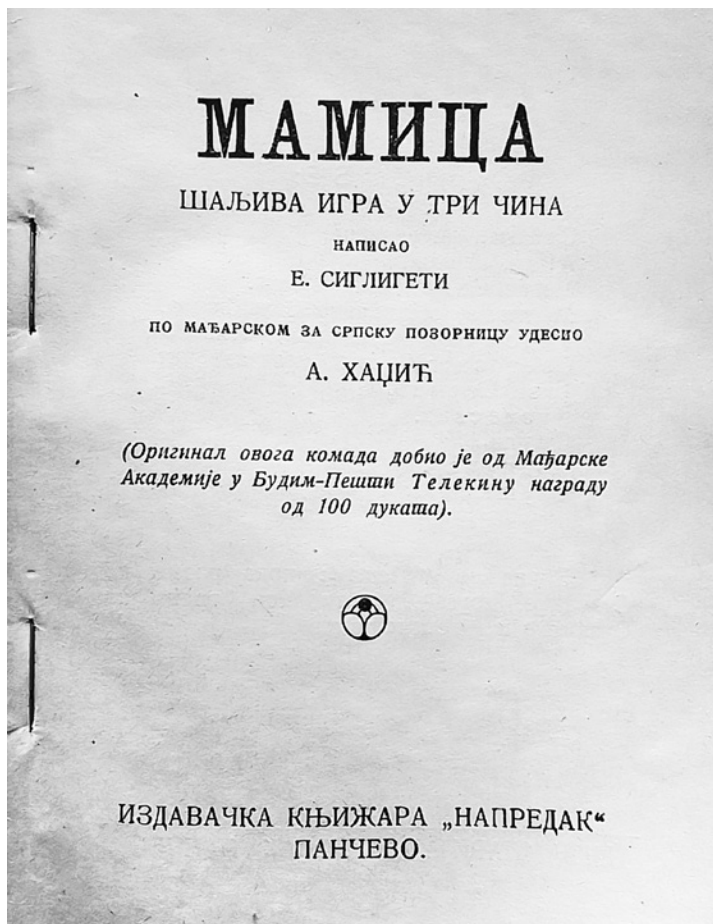 МАМИЦА
ШАЉИВА ИГРА У ТРИ ЧИНА
НАПИСАО
Е. СИГЛИГЕТИ
ПО МАЂАРСКОМ ЗА СРПСКУ ПОЗОРНИЦУ УДЕСИО
А. ХАЏИЋ
(Оригинал овога комада добио је од Мађарске
Академије у Будим-Пешти Телекину награду
од 100 дуката).
ИЗДАВАЧКА КЊИЖАРА „НАПРЕДАК“
ПАНЧЕВО.